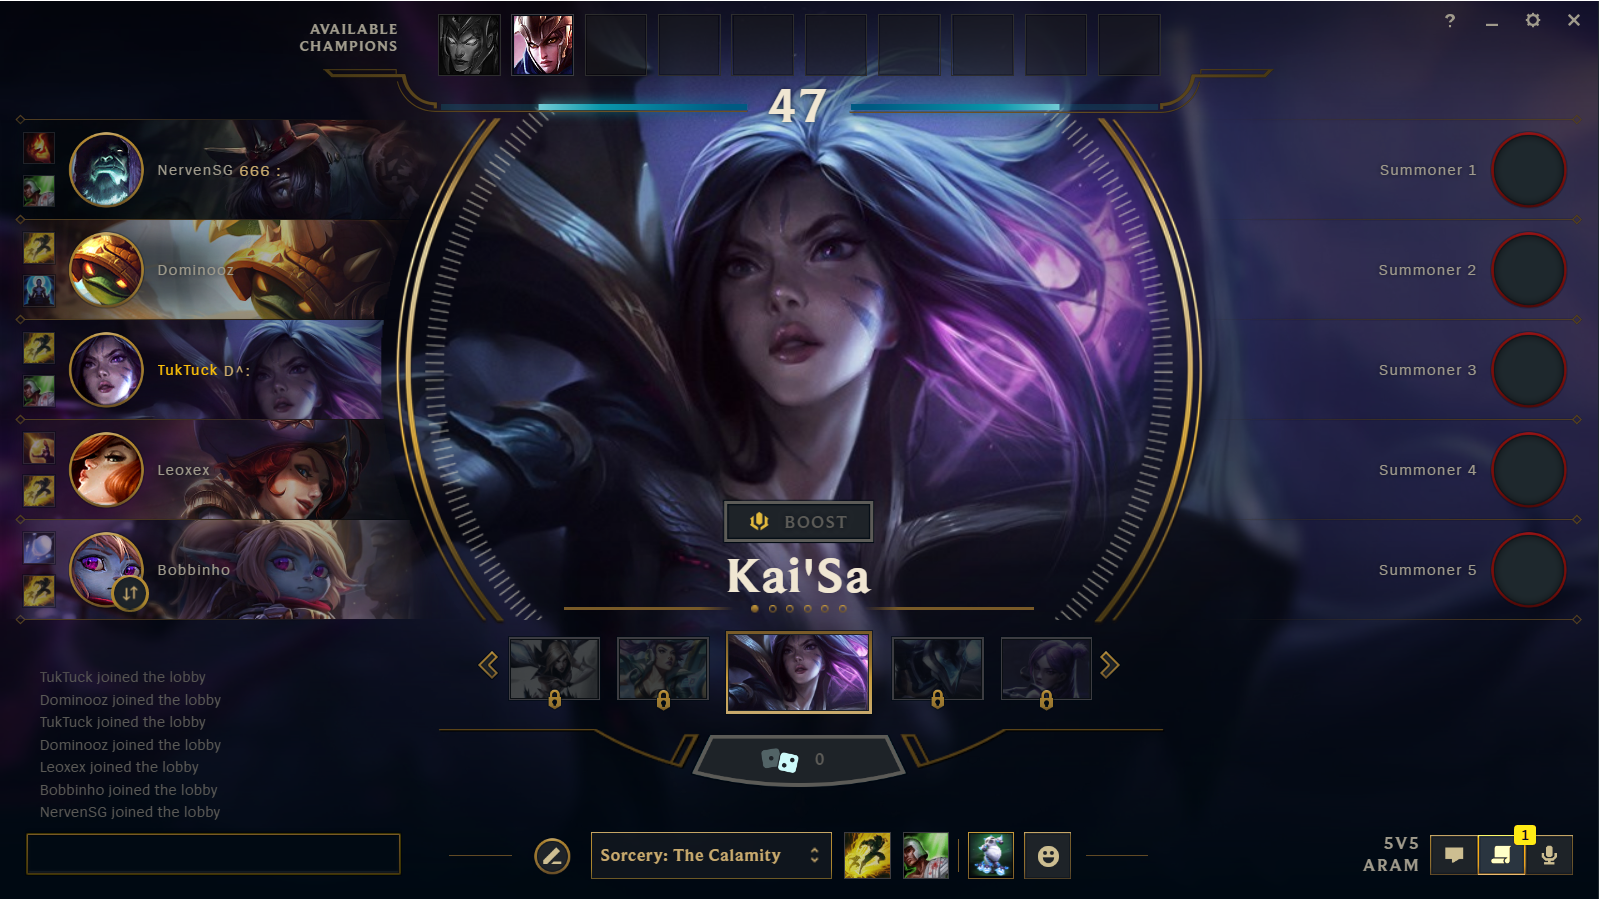 AVAILABLE
CHAMPIONS
?
47
NervenSG 666 :
Dominooz
TukTuck D^:
Leoxex
Bobbinho
Summoner 1
Summoner 2
Summoner 3
Summoner 4
Summoner 5
BOOST
Kai'Sa
0
TukTuck joined the lobby
Dominooz joined the lobby
TukTuck joined the lobby
Dominooz joined the lobby
Leoxex joined the lobby
Bobbinho joined the lobby
NervenSG joined the lobby
Sorcery: The Calamity
5V5
ARAM
1